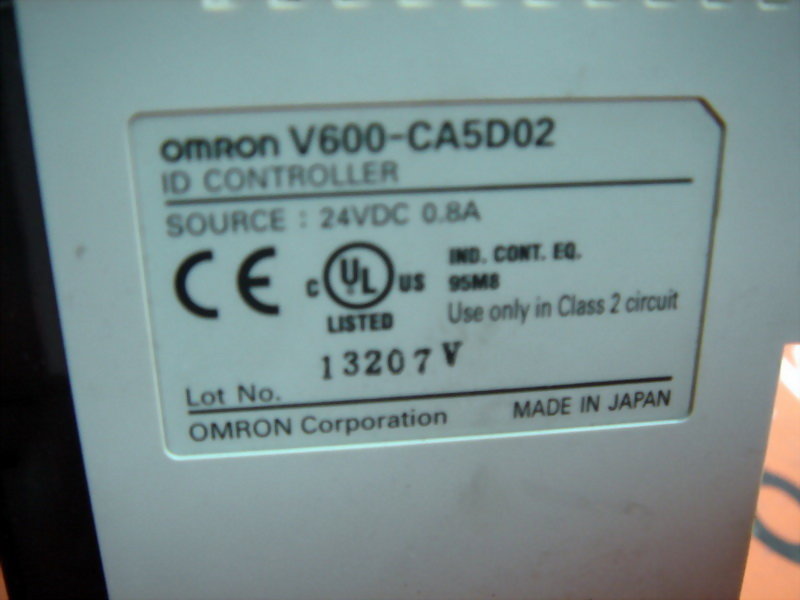 OMRON V600-CA5D02
ID CONTROLLER
SOURCE : 24VDC 0.8A
CE C UL US IND. CONT. EQ.
LISTED 95M8
Use only in Class 2 circuit
13207V
Lot No.
OMRON Corporation MADE IN JAPAN